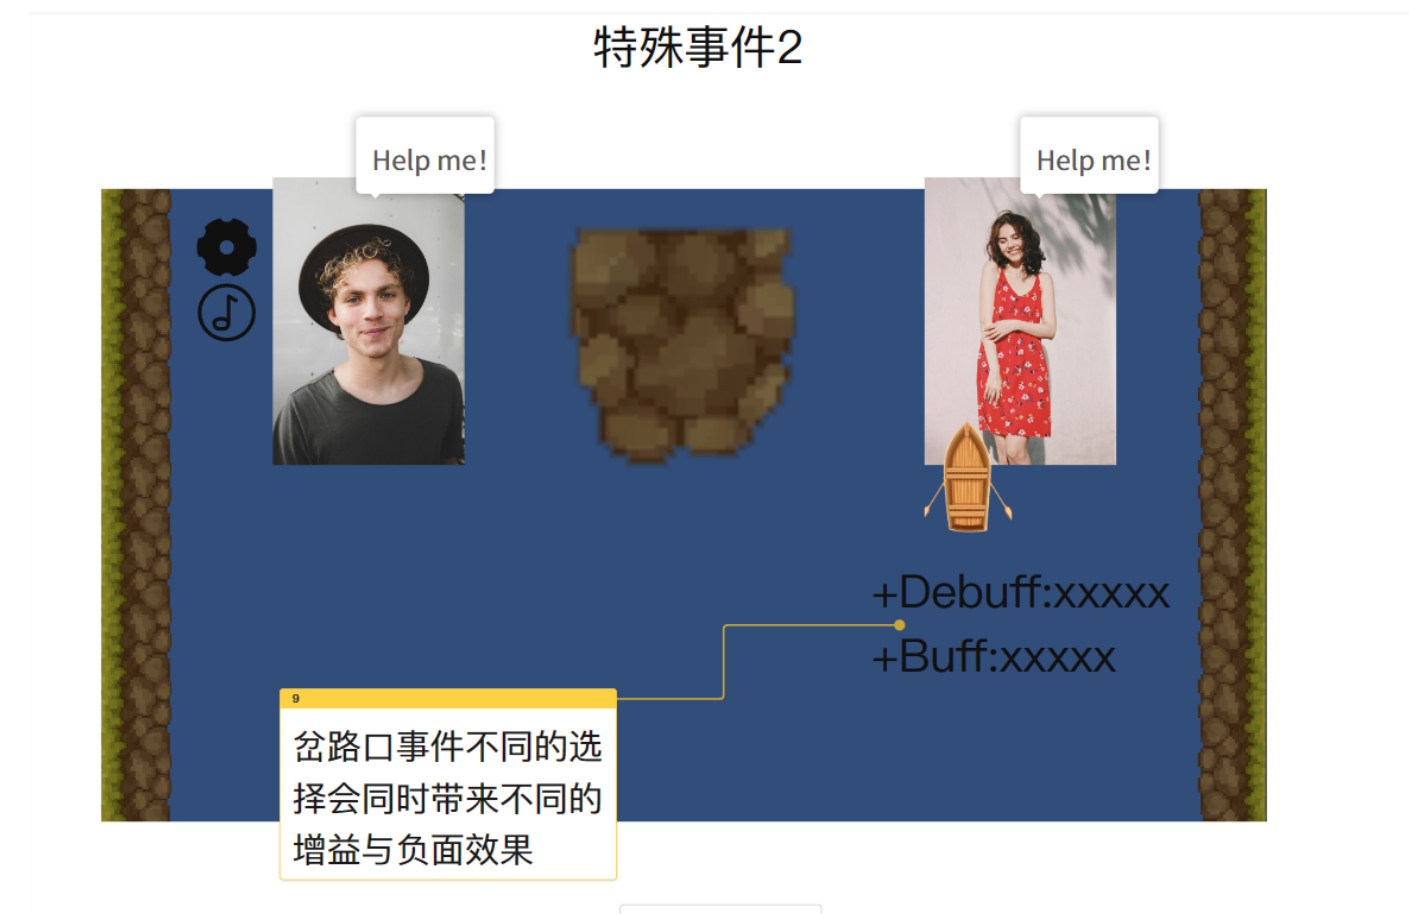 特殊事件2
Help me!
Help me!
+Debuff:xxxxx
+Buff:xxxxx
9
岔路口事件不同的选
择会同时带来不同的
增益与负面效果